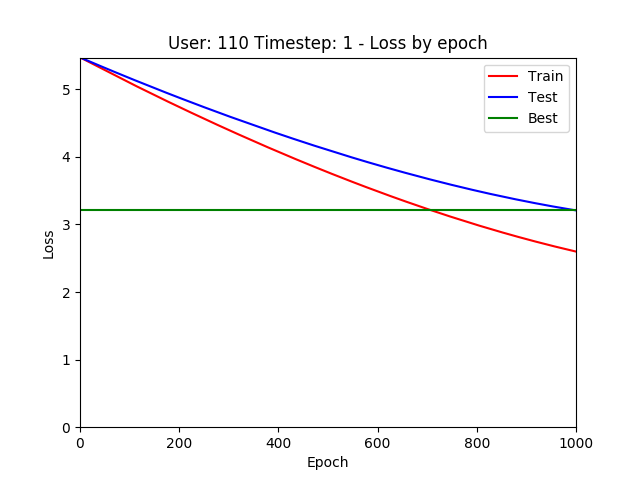 User: 110 Timestep: 1 - Loss by epoch
Train
Test
Best
5
4
3
2
1
0
Loss
0 200 400 600 800 1000
Epoch